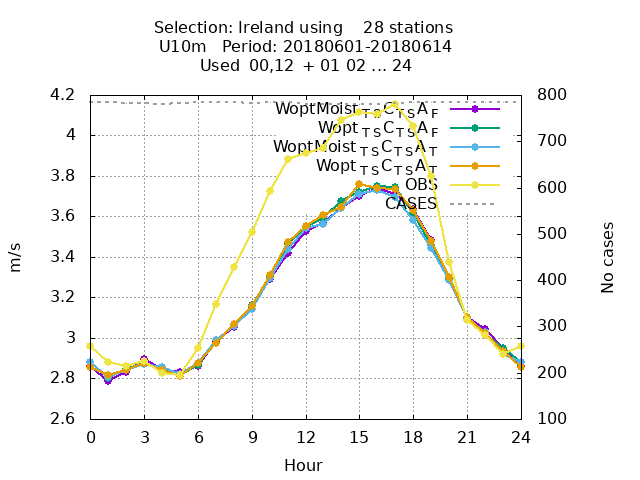 Selection: Ireland using    28 stations
U10m   Period: 20180601-20180614
Used  00,12  + 01 02 ... 24
4.2
4
3.8
3.6
3.4
3.2
3
2.8
2.6
m/s
800
700
600
500
400
300
200
100
No cases
WoptMoist TS C TS A F
Wopt TS C TS A F
WoptMoist TS C TS A T
Wopt TS C TS A T
OBS
CASES
0 3 6 9 12 15 18 21 24
Hour